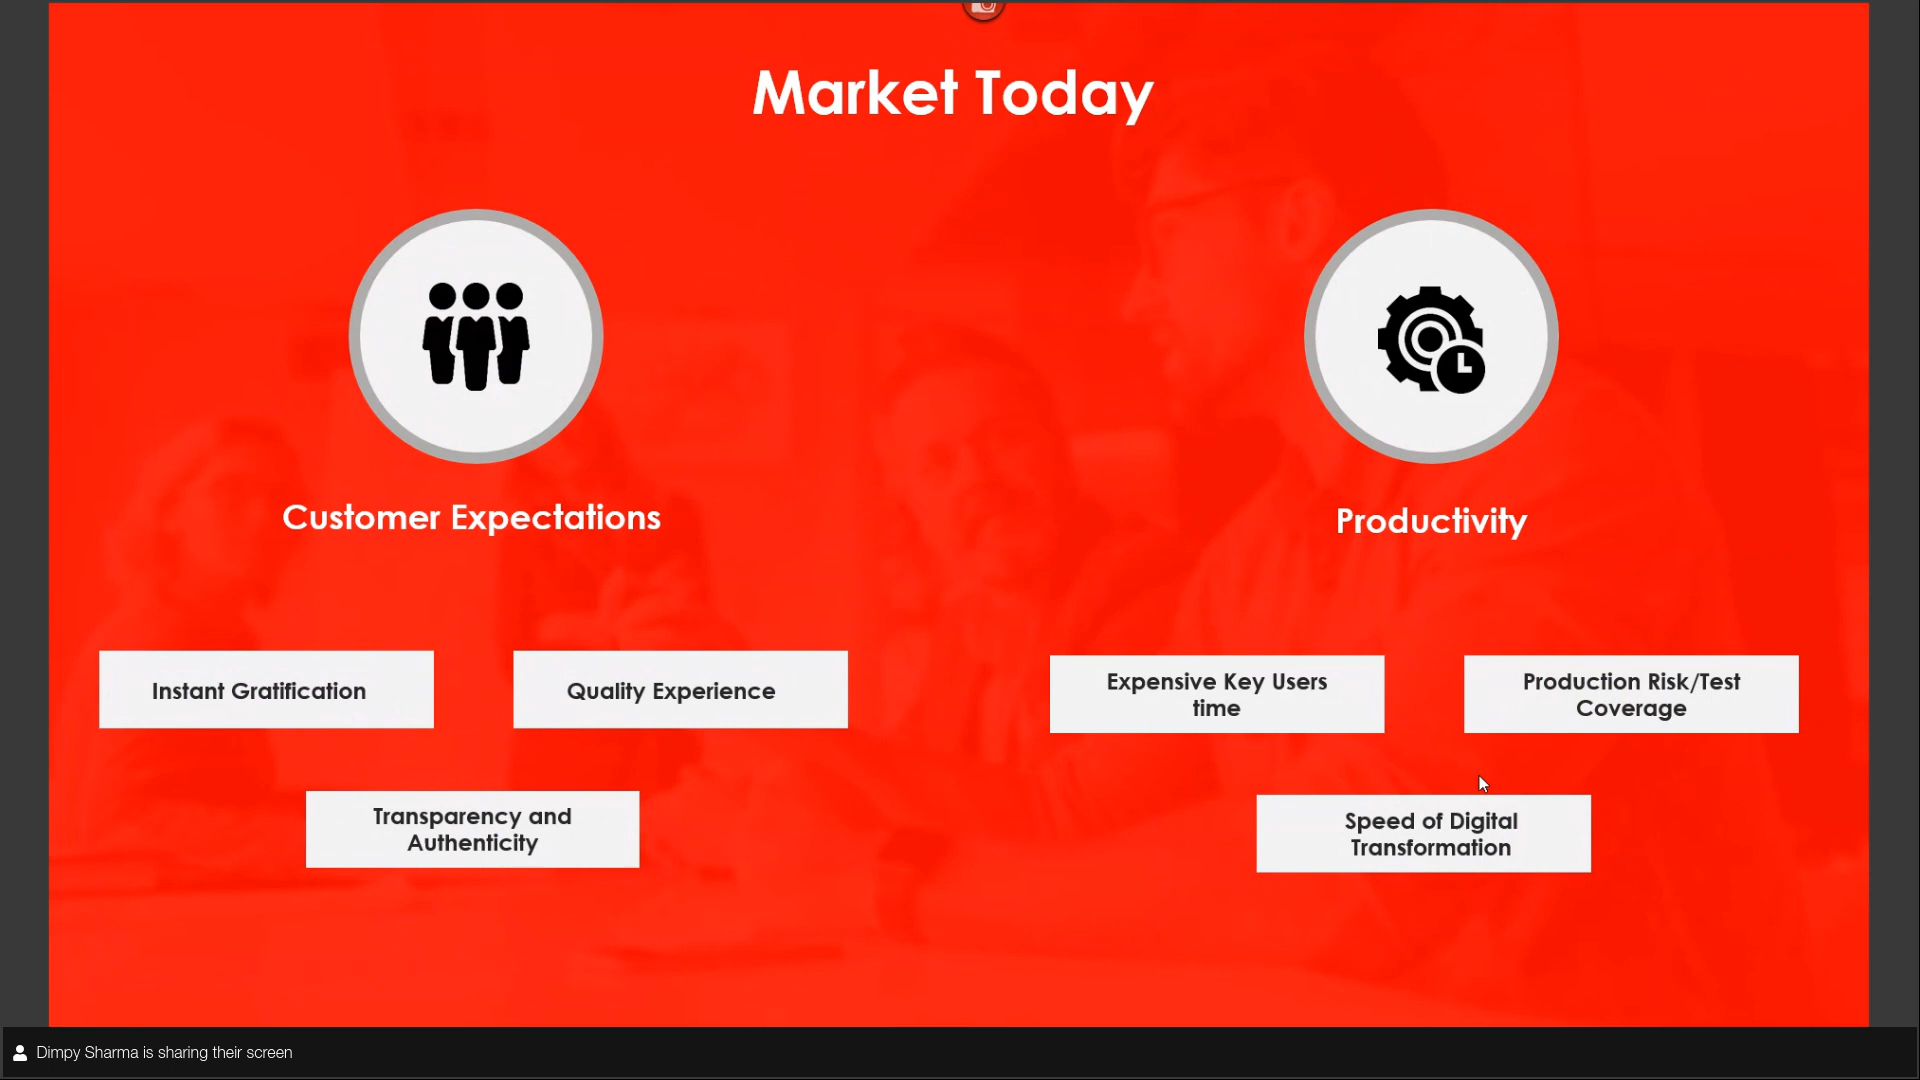 Market Today
Customer Expectations
Productivity
Instant Gratification
Quality Experience
Transparency and
Authenticity
Expensive Key Users
time
Production Risk/Test
Coverage
Speed of Digital
Transformation
Dimpy Sharma is sharing their screen